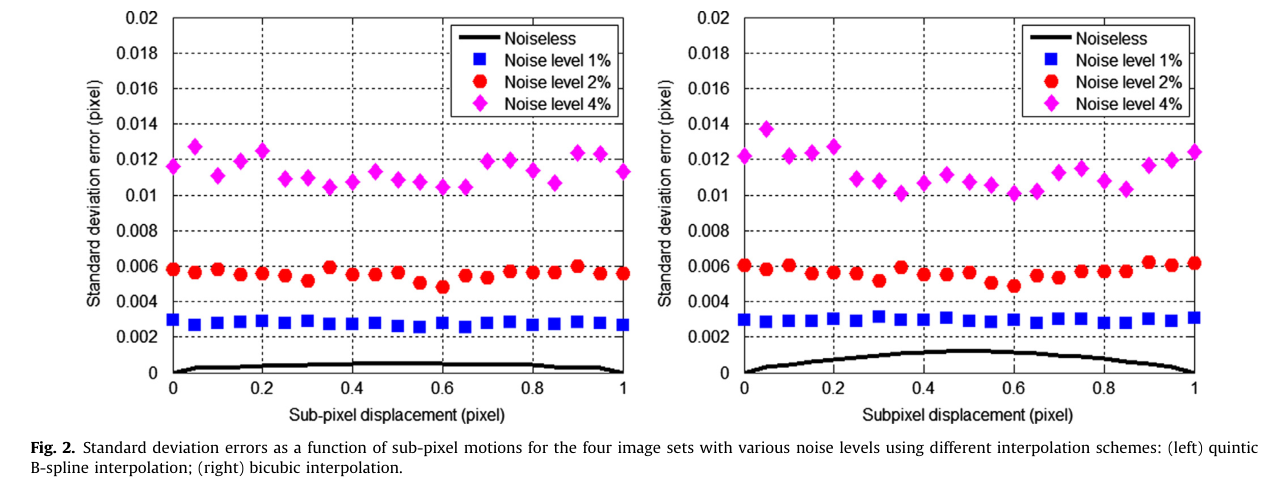 0.02
0.018
0.016
0.014
0.012
0.01
0.008
0.006
0.004
0.002
0
Standard deviation error (pixel)
Noiseless
Noise level 1%
Noise level 2%
Noise level 4%
0 0.2 0.4 0.6 0.8 1
Sub-pixel displacement (pixel)
0.02
0.018
0.016
0.014
0.012
0.01
0.008
0.006
0.004
0.002
0
Standard deviation error (pixel)
Noiseless
Noise level 1%
Noise level 2%
Noise level 4%
0 0.2 0.4 0.6 0.8 1
Subpixel displacement (pixel)
Fig. 2. Standard deviation errors as a function of sub-pixel motions for the four image sets with various noise levels using different interpolation schemes: (left) quintic
B-spline interpolation; (right) bicubic interpolation.